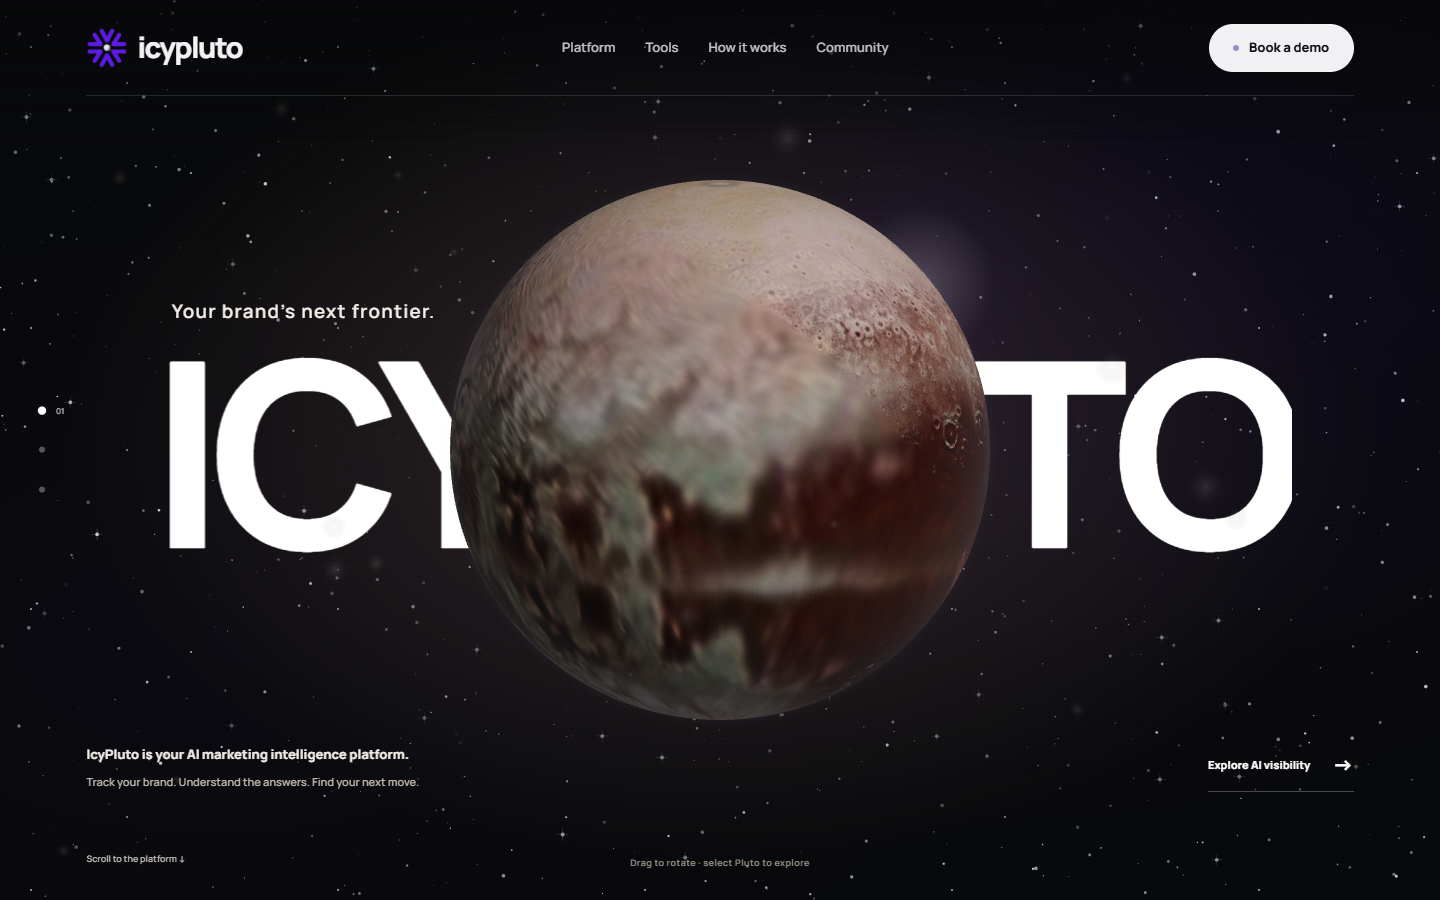 icypluto
Platform Tools How it works Community
Book a demo
Your brand's next frontier.
ICY TO
01
IcyPluto is your AI marketing intelligence platform.
Track your brand. Understand the answers. Find your next move.
Explore AI visibility →
Scroll to the platform ↓
Drag to rotate · select Pluto to explore